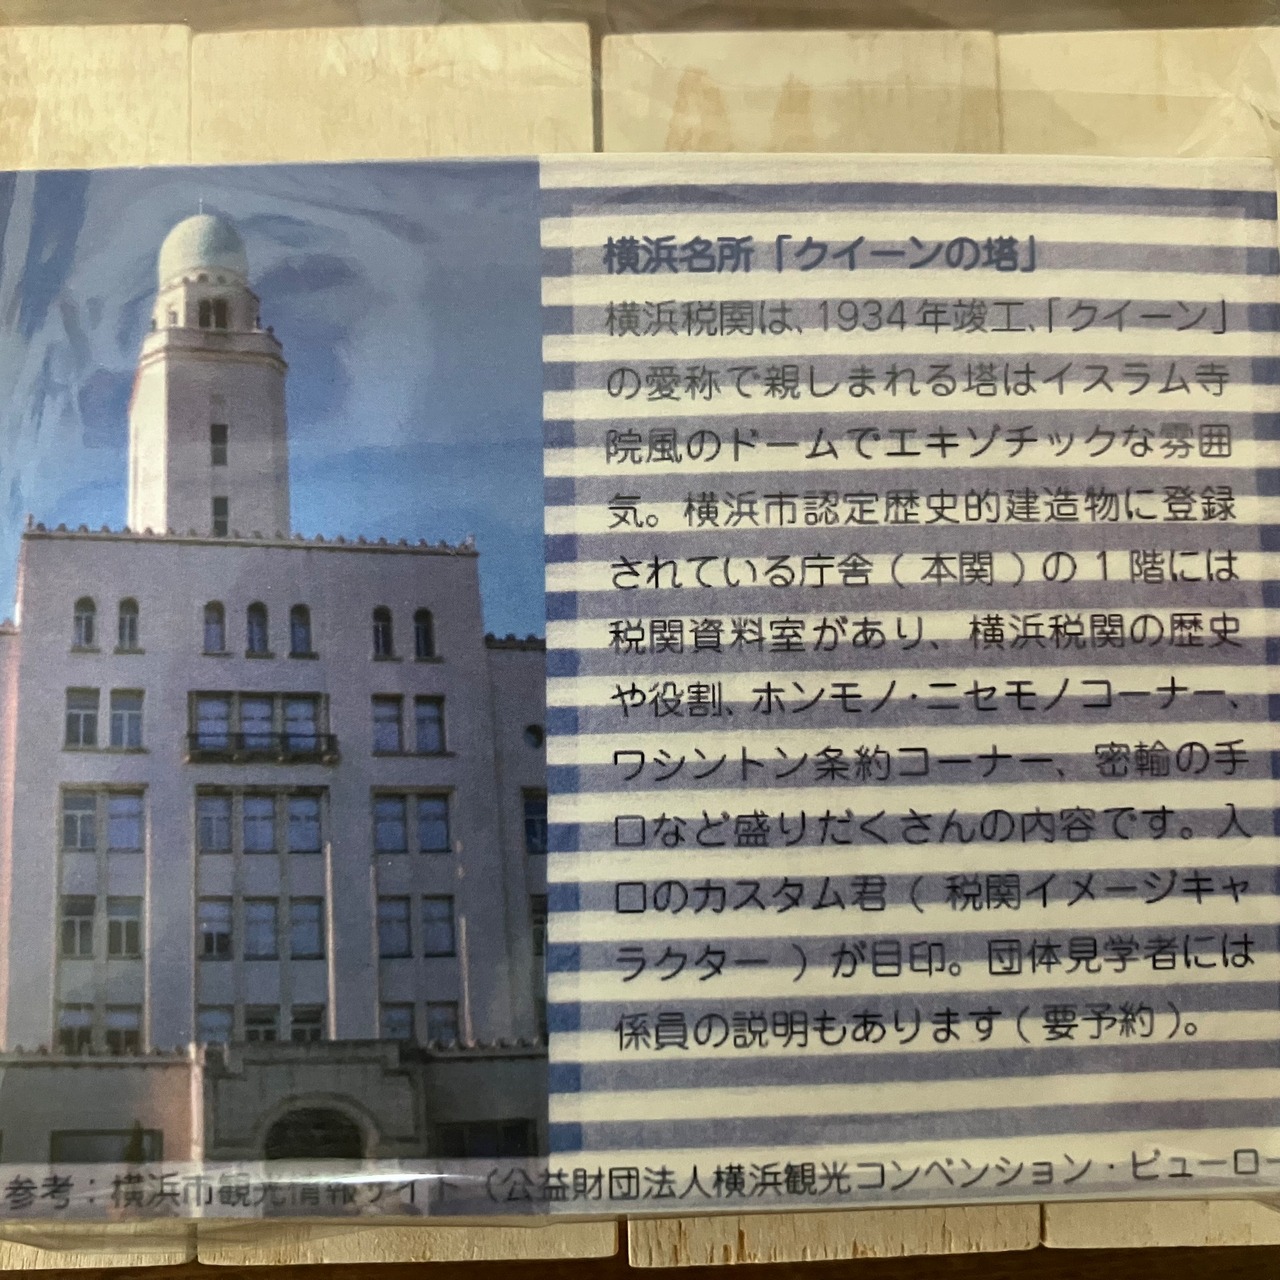 横浜名所「クイーンの塔」
横浜税関は、1934年竣工、「クイーン」
の愛称で親しまれる塔はイスラム寺
院風のドームでエキゾチックな雰囲
気。横浜市認定歴史的建造物に登録
されている庁舎(本関)の1階には
税関資料室があり、横浜税関の歴史
や役割、ホンモノ・ニセモノコーナー、
ワシントン条約コーナー、密輸の手
口など盛りだくさんの内容です。入
口のカスタム君(税関イメージキャ
ラクター)が目印。団体見学者には
係員の説明もあります(要予約)。
参考:横浜市観光情報サイト(公益財団法人横浜観光コンベンション・ビューロー